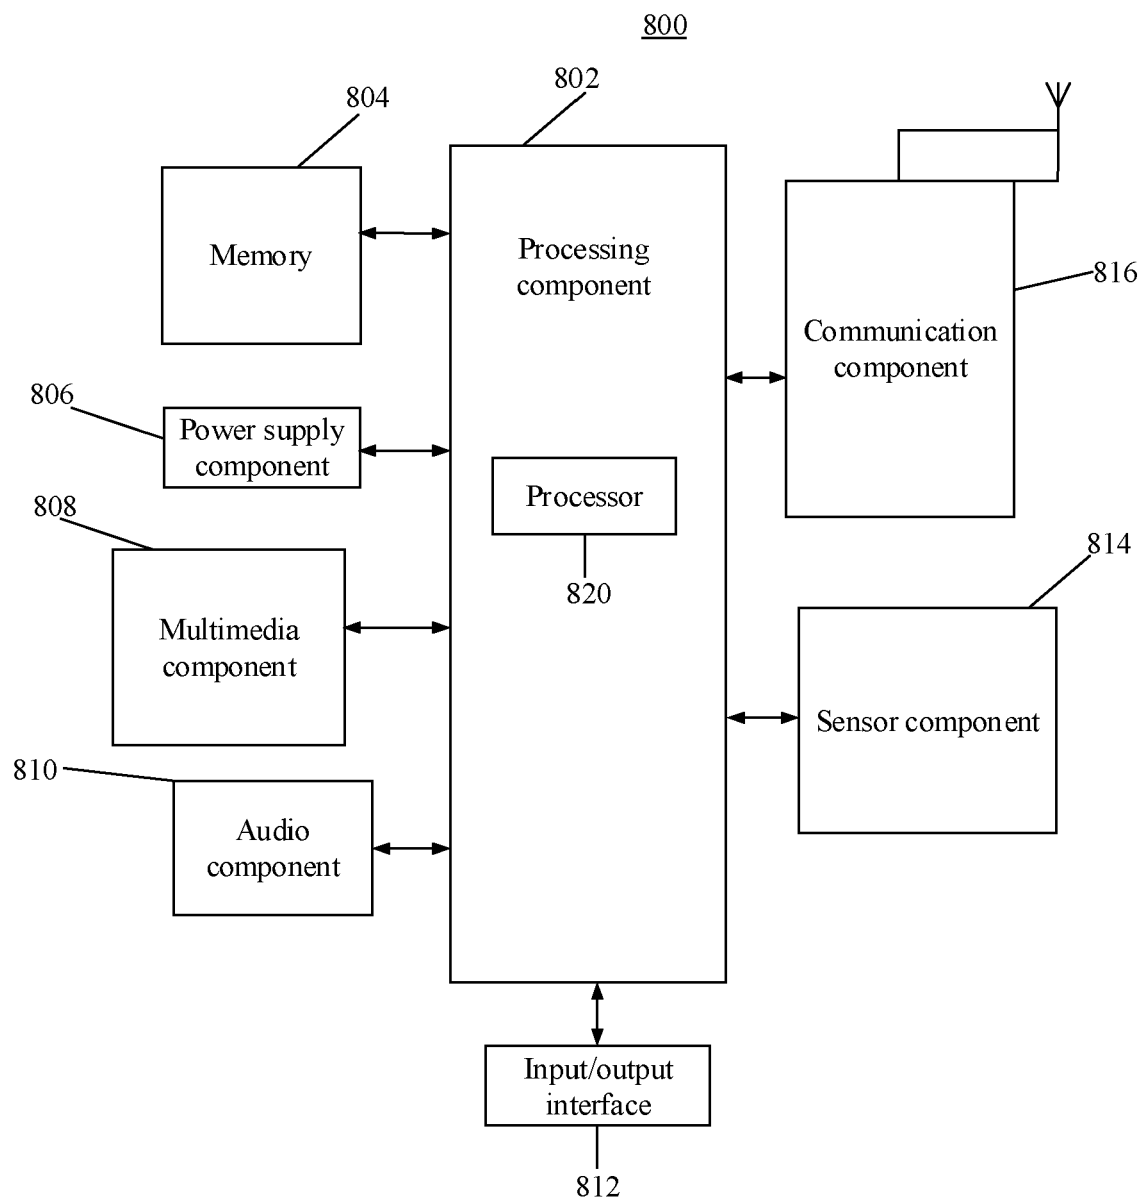 800
802
804
Memory
Processing
component
816
Communication
component
806
Power supply
component
Processor
820
808
Multimedia
component
814
Sensor component
810
Audio
component
Input/output
interface
812